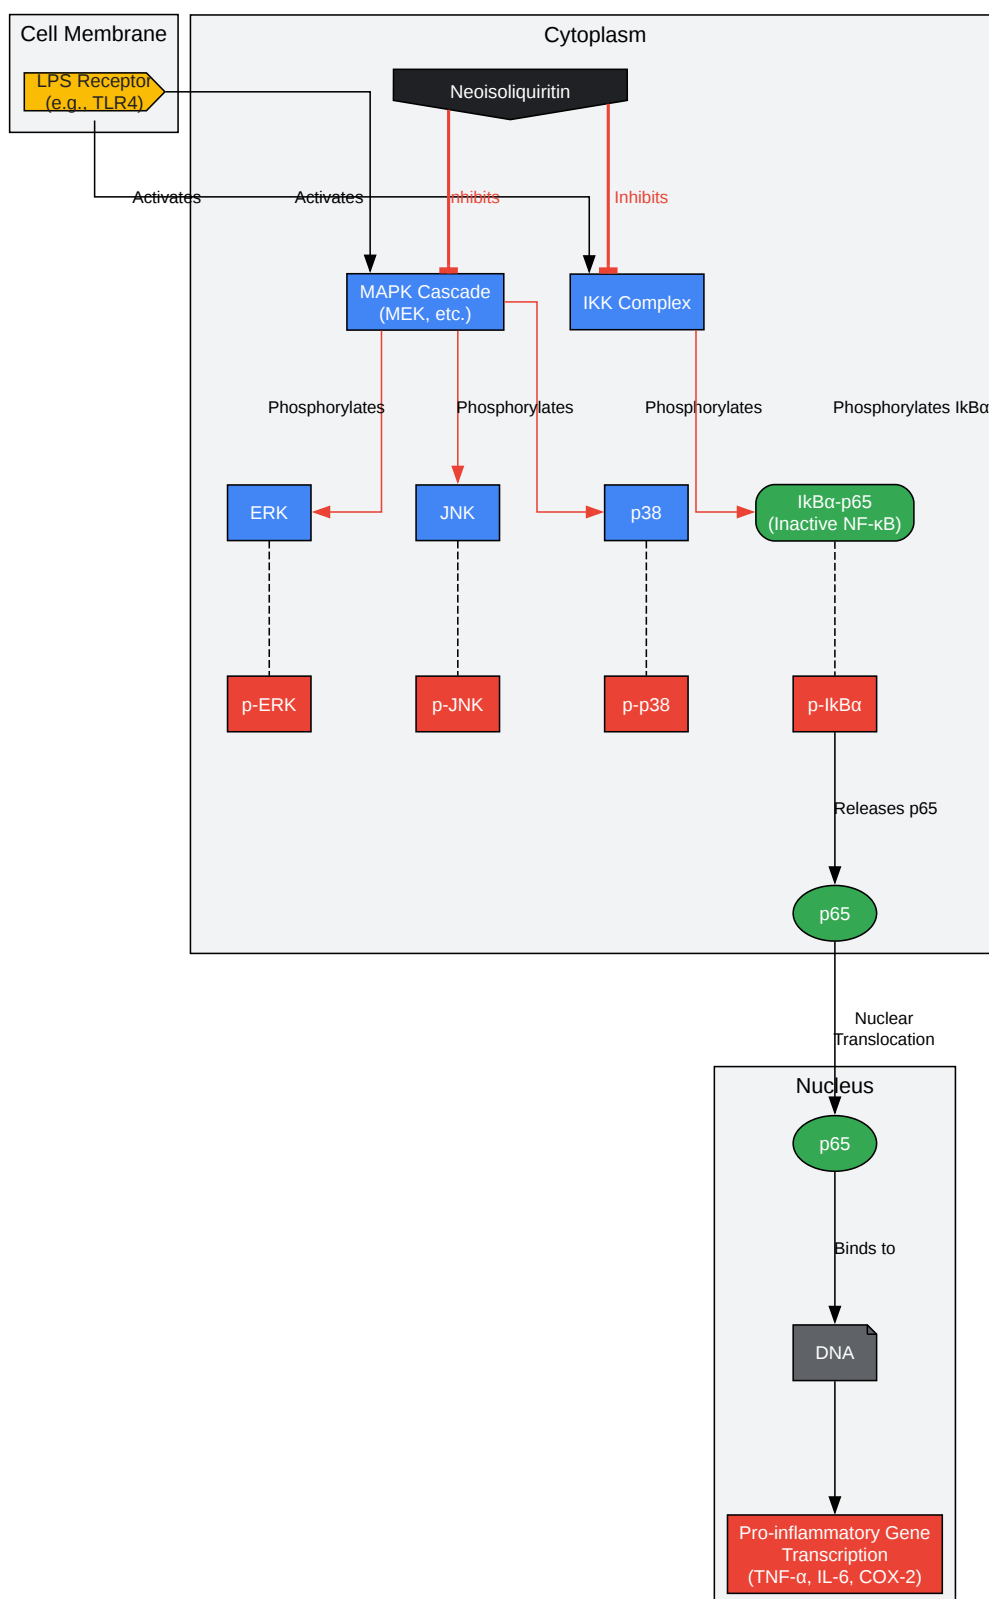 Cell Membrane
Cytoplasm
LPS Receptor
(e.g., TLR4)
Neoisoliquiritin
Activates
Activates
Inhibits
Inhibits
MAPK Cascade
(MEK, etc.)
IKK Complex
Phosphorylates
Phosphorylates
Phosphorylates
Phosphorylates IkBα
ERK
JNK
p38
IkBα-p65
(Inactive NF-κB)
p-ERK
p-JNK
p-p38
p-IkBα
Releases p65
p65
Nuclear
Translocation
Nucleus
p65
Binds to
DNA
Pro-inflammatory Gene
Transcription
(TNF-α, IL-6, COX-2)